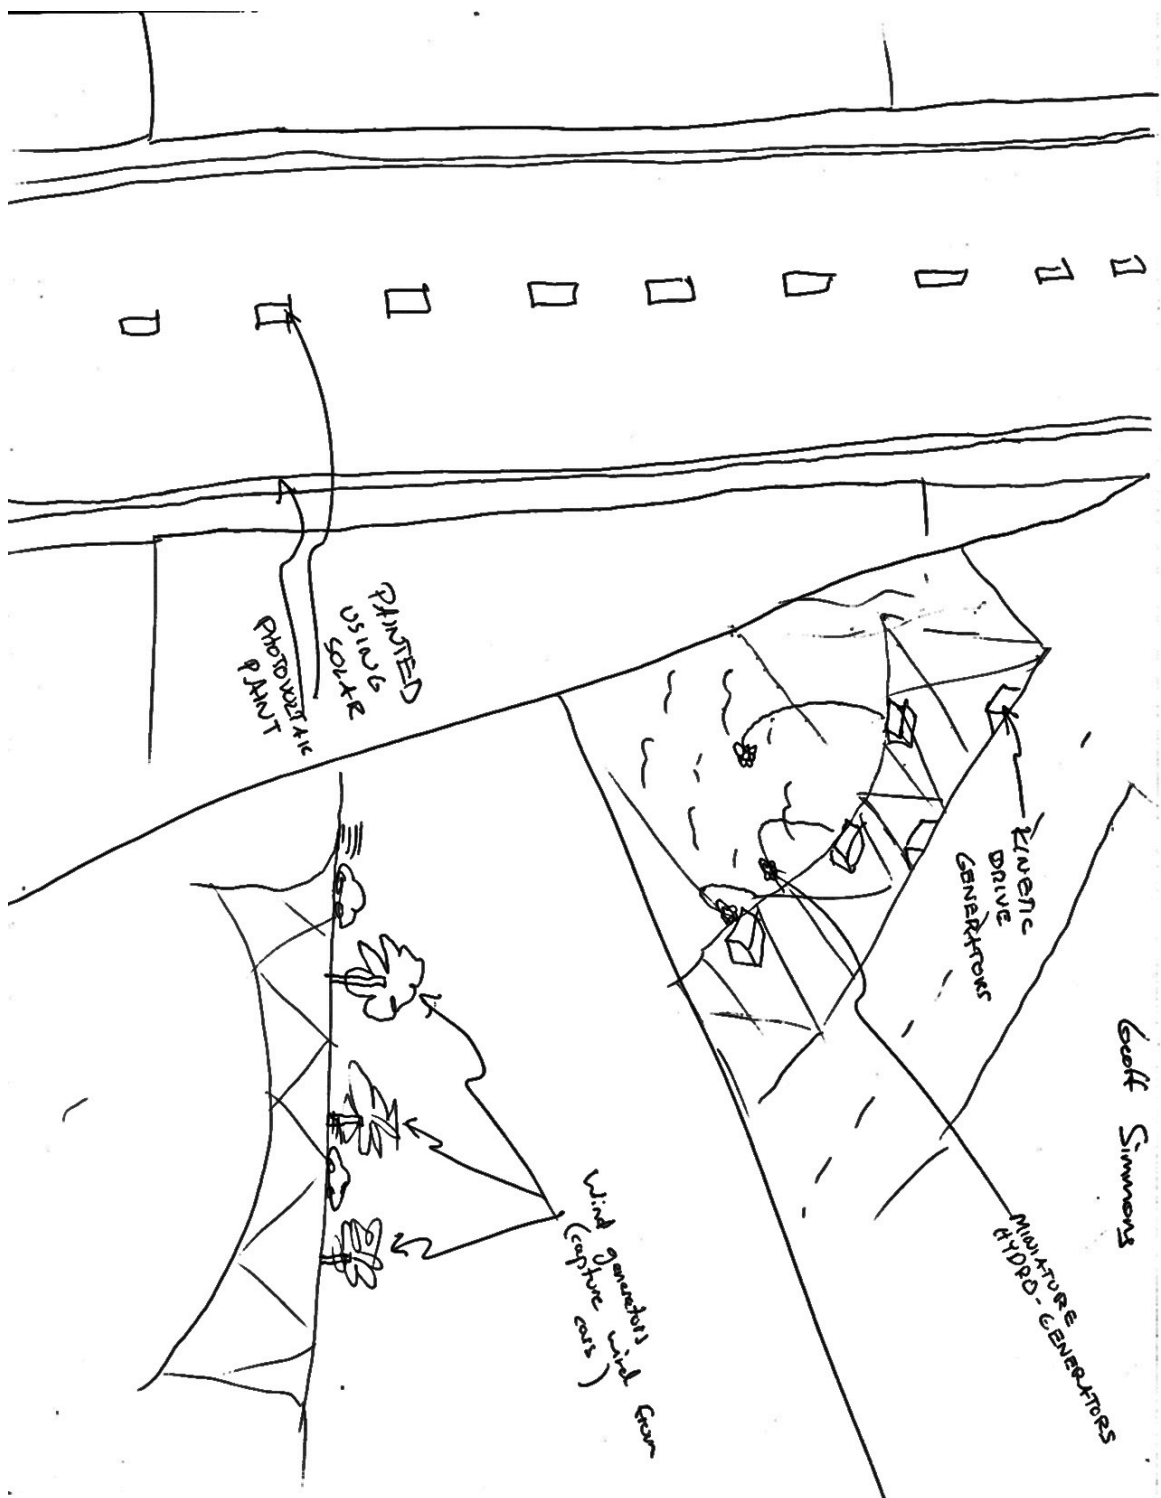 PAINTED
USING
SOLAR
PHOTOVOLTAIC
PAINT
KINETIC
DRIVE
GENERATORS
Geoff Simmons
MINIATURE
HYDRO-GENERATORS
Wind generators
(capture wind from
cars)